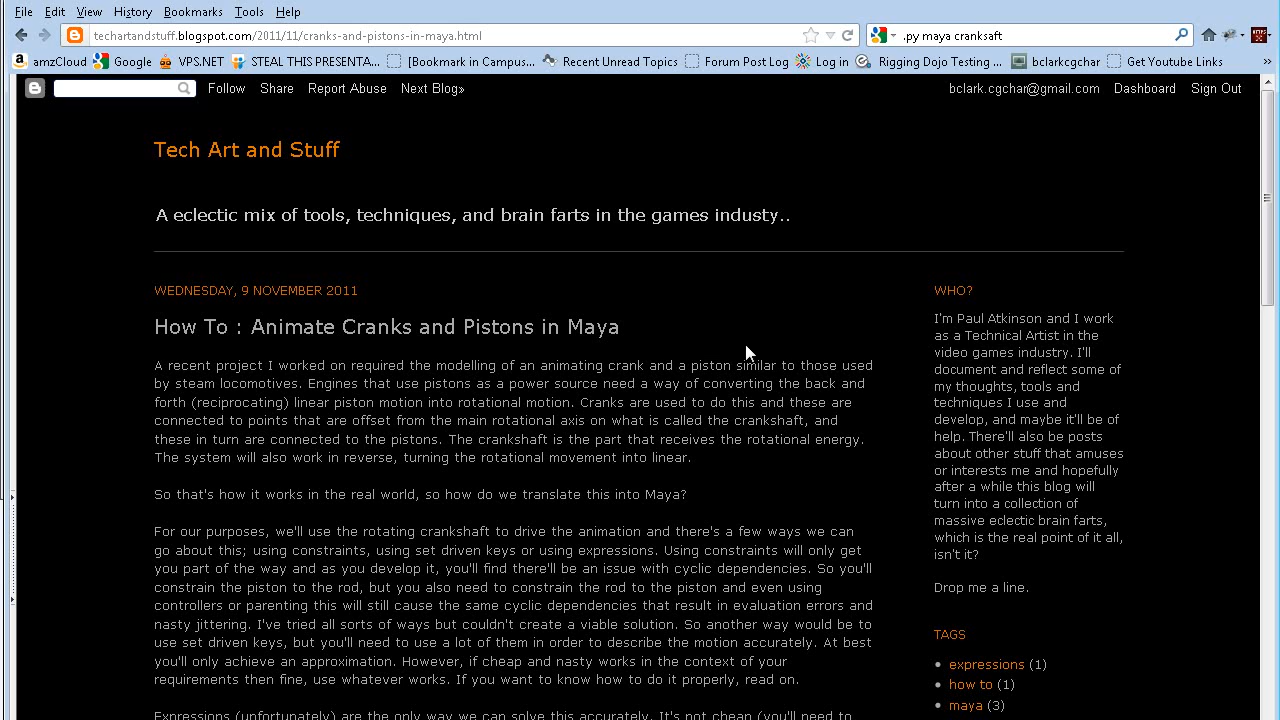 File Edit View History Bookmarks Tools Help
techartandstuff.blogspot.com/2011/11/cranks-and-pistons-in-maya.html
.py maya cranksaft
amzCloud Google VPS.NET STEAL THIS PRESENTA... [Bookmark in Campus... Recent Unread Topics Forum Post Log Log in Rigging Dojo Testing ... bclarkcgchar Get Youtube Links
Follow Share Report Abuse Next Blog» bclark.cgchar@gmail.com Dashboard Sign Out
Tech Art and Stuff
A eclectic mix of tools, techniques, and brain farts in the games industy..
WEDNESDAY, 9 NOVEMBER 2011
How To : Animate Cranks and Pistons in Maya
A recent project I worked on required the modelling of an animating crank and a piston similar to those used
by steam locomotives. Engines that use pistons as a power source need a way of converting the back and
forth (reciprocating) linear piston motion into rotational motion. Cranks are used to do this and these are
connected to points that are offset from the main rotational axis on what is called the crankshaft, and
these in turn are connected to the pistons. The crankshaft is the part that receives the rotational energy.
The system will also work in reverse, turning the rotational movement into linear.
So that's how it works in the real world, so how do we translate this into Maya?
For our purposes, we'll use the rotating crankshaft to drive the animation and there's a few ways we can
go about this; using constraints, using set driven keys or using expressions. Using constraints will only get
you part of the way and as you develop it, you'll find there'll be an issue with cyclic dependencies. So you'll
constrain the piston to the rod, but you also need to constrain the rod to the piston and even using
controllers or parenting this will still cause the same cyclic dependencies that result in evaluation errors and
nasty jittering. I've tried all sorts of ways but couldn't create a viable solution. So another way would be to
use set driven keys, but you'll need to use a lot of them in order to describe the motion accurately. At best
you'll only achieve an approximation. However, if cheap and nasty works in the context of your
requirements then fine, use whatever works. If you want to know how to do it properly, read on.
Expressions (unfortunately) are the only way we can solve this accurately. It's not cheap (you'll need to
WHO?
I'm Paul Atkinson and I work
as a Technical Artist in the
video games industry. I'll
document and reflect some of
my thoughts, tools and
techniques I use and
develop, and maybe it'll be of
help. There'll also be posts
about other stuff that amuses
or interests me and hopefully
after a while this blog will
turn into a collection of
massive eclectic brain farts,
which is the real point of it all,
isn't it?
Drop me a line.
TAGS
expressions (1)
how to (1)
maya (3)